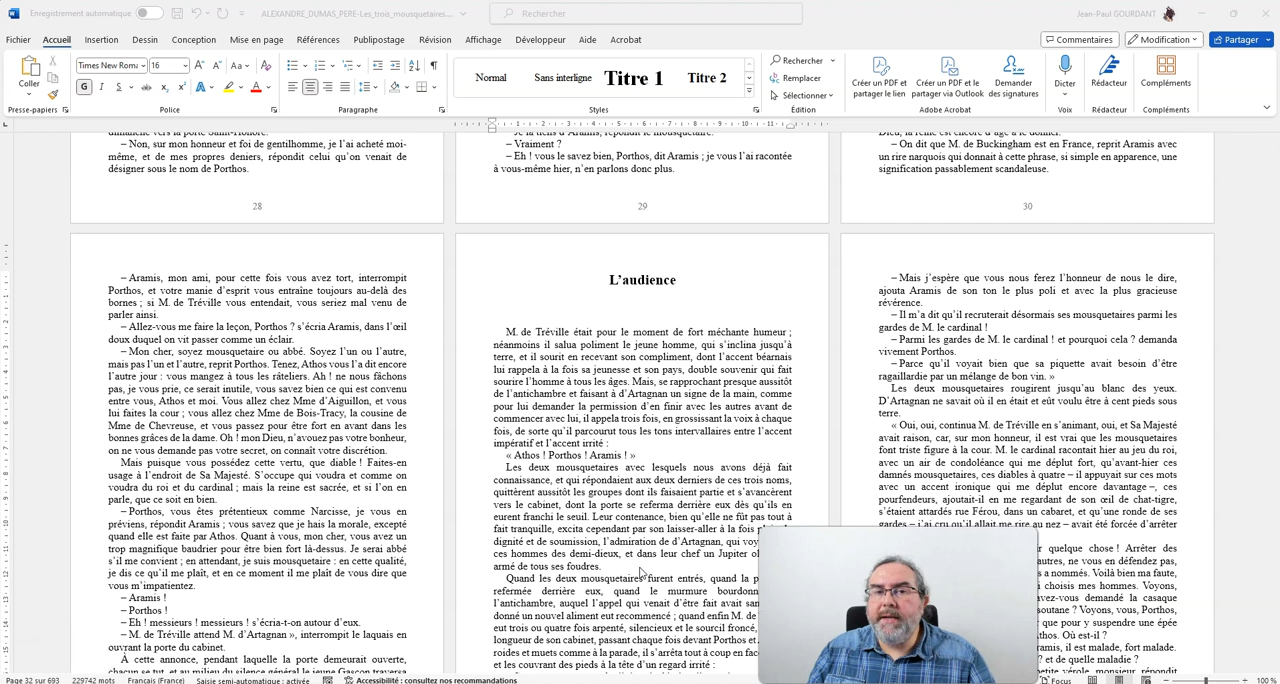 Enregistrement automatique
ALEXANDRE_DUMAS_PERE-Les_trois_mousquetaires...
Rechercher
Jean-Paul GOURDANT
Fichier Accueil Insertion Dessin Conception Mise en page Références Publipostage Révision Affichage Développeur Aide Acrobat
Commentaires Modification Partager
Coller
Times New Roma 16
G I S ab x₂ x² A A
Normal Sans interligne Titre 1 Titre 2
Rechercher
Remplacer
Sélectionner
Créer un PDF et partager le lien
Créer un PDF et partager via Outlook
Demander des signatures
Dicter
Rédacteur
Compléments
Presse-papiers Police Paragraphe Styles Édition Adobe Acrobat Voix Rédacteur Compléments
dimanche vers la porte Saint-Honoré.
– Non, sur mon honneur et foi de gentilhomme, je l'ai acheté moi-
même, et de mes propres deniers, répondit celui qu'on venait de
désigner sous le nom de Porthos.
28
– Je la tiens d'Aramis, répondit le mousquetaire.
– Vraiment ?
– Eh ! vous le savez bien, Porthos, dit Aramis ; je vous l'ai racontée
à vous-même hier, n'en parlons donc plus.
29
Dieu, la reine est encore d'âge à le donner.
– On dit que M. de Buckingham est en France, reprit Aramis avec
un rire narquois qui donnait à cette phrase, si simple en apparence, une
signification passablement scandaleuse.
30
– Aramis, mon ami, pour cette fois vous avez tort, interrompit
Porthos, et votre manie d'esprit vous entraîne toujours au-delà des
bornes ; si M. de Tréville vous entendait, vous seriez mal venu de
parler ainsi.
– Allez-vous me faire la leçon, Porthos ? s'écria Aramis, dans l'œil
doux duquel on vit passer comme un éclair.
– Mon cher, soyez mousquetaire ou abbé. Soyez l'un ou l'autre,
mais pas l'un et l'autre, reprit Porthos. Tenez, Athos vous l'a dit encore
l'autre jour : vous mangez à tous les râteliers. Ah ! ne nous fâchons
pas, je vous prie, ce serait inutile, vous savez bien ce qui est convenu
entre vous, Athos et moi. Vous allez chez Mme d'Aiguillon, et vous
lui faites la cour ; vous allez chez Mme de Bois-Tracy, la cousine de
Mme de Chevreuse, et vous passez pour être fort en avant dans les
bonnes grâces de la dame. Oh ! mon Dieu, n'avouez pas votre bonheur,
on ne vous demande pas votre secret, on connaît votre discrétion.
Mais puisque vous possédez cette vertu, que diable ! Faites-en
usage à l'endroit de Sa Majesté. S'occupe qui voudra et comme on
voudra du roi et du cardinal ; mais la reine est sacrée, et si l'on en
parle, que ce soit en bien.
– Porthos, vous êtes prétentieux comme Narcisse, je vous en
préviens, répondit Aramis ; vous savez que je hais la morale, excepté
quand elle est faite par Athos. Quant à vous, mon cher, vous avez un
trop magnifique baudrier pour être bien fort là-dessus. Je serai abbé
s'il me convient ; en attendant, je suis mousquetaire : en cette qualité,
je dis ce qu'il me plaît, et en ce moment il me plaît de vous dire que
vous m'impatientez.
– Aramis !
– Porthos !
– Eh ! messieurs ! messieurs ! s'écria-t-on autour d'eux.
– M. de Tréville attend M. d'Artagnan », interrompit le laquais en
ouvrant la porte du cabinet.
À cette annonce, pendant laquelle la porte demeurait ouverte,
chacun se tut, et au milieu du silence général le jeune Gascon traversa
L'audience
M. de Tréville était pour le moment de fort méchante humeur ;
néanmoins il salua poliment le jeune homme, qui s'inclina jusqu'à
terre, et il sourit en recevant son compliment, dont l'accent béarnais
lui rappela à la fois sa jeunesse et son pays, double souvenir qui fait
sourire l'homme à tous les âges. Mais, se rapprochant presque aussitôt
de l'antichambre et faisant à d'Artagnan un signe de la main, comme
pour lui demander la permission d'en finir avec les autres avant de
commencer avec lui, il appela trois fois, en grossissant la voix à chaque
fois, de sorte qu'il parcourut tous les tons intervallaires entre l'accent
impératif et l'accent irrité :
« Athos ! Porthos ! Aramis ! »
Les deux mousquetaires avec lesquels nous avons déjà fait
connaissance, et qui répondaient aux deux derniers de ces trois noms,
quittèrent aussitôt les groupes dont ils faisaient partie et s'avancèrent
vers le cabinet, dont la porte se referma derrière eux dès qu'ils en
eurent franchi le seuil. Leur contenance, bien qu'elle ne fût pas tout à
fait tranquille, excita cependant par son laisser-aller à la fois
dignité et de soumission, l'admiration de d'Artagnan, qui
ces hommes des demi-dieux, et dans leur chef un Jupiter
armé de tous ses foudres.
Quand les deux mousquetaires furent entrés, quand la
refermée derrière eux, quand le murmure
l'antichambre, auquel l'appel qui venait d'être fait avait
donné un nouvel aliment eut recommencé ; quand enfin M. de
eut trois ou quatre fois arpenté, silencieux et le sourcil froncé,
longueur de son cabinet, passant chaque fois devant Porthos et
roides et muets comme à la parade, il s'arrêta tout à coup en
et les couvrant des pieds à la tête d'un regard irrité :
– Mais j'espère que vous nous ferez l'honneur de nous le dire,
ajouta Aramis de son ton le plus poli et avec la plus gracieuse
révérence.
– Il m'a dit qu'il recruterait désormais ses mousquetaires parmi les
gardes de M. le cardinal !
– Parmi les gardes de M. le cardinal ! et pourquoi cela ? demanda
vivement Porthos.
– Parce qu'il voyait bien que sa piquette avait besoin d'être
ragaillardie par un mélange de bon vin. »
Les deux mousquetaires rougirent jusqu'au blanc des yeux.
D'Artagnan ne savait où il en était et eût voulu être à cent pieds sous
terre.
« Oui, oui, continua M. de Tréville en s'animant, oui, et Sa Majesté
avait raison, car, sur mon honneur, il est vrai que les mousquetaires
font triste figure à la cour. M. le cardinal racontait hier au jeu du roi,
avec un air de condoléance qui me déplut fort, qu'avant-hier ces
damnés mousquetaires, ces diables à quatre – il appuyait sur ces mots
avec un accent ironique qui me déplut encore davantage –, ces
pourfendeurs, ajoutait-il en me regardant de son œil de chat-tigre,
s'étaient attardés rue Férou, dans un cabaret, et qu'une ronde de ses
gardes – j'ai cru qu'il allait me rire au nez – avait été forcée d'arrêter
quelque chose ! Arrêter des
autres, ne vous en défendez pas,
a nommés. Voilà bien ma faute,
choisis mes hommes. Voyons,
avez-vous demandé la casaque
soutane ? Voyons, vous, Porthos,
que pour y suspendre une épée
Athos. Où est-il ?
, il est malade, fort malade.
? et de quelle maladie ?
petite vérole, monsieur, répondit
Page 32 sur 693 229742 mots Français (France) Saisie semi-automatique : activée Accessibilité : consultez nos recommandations Focus 100 %